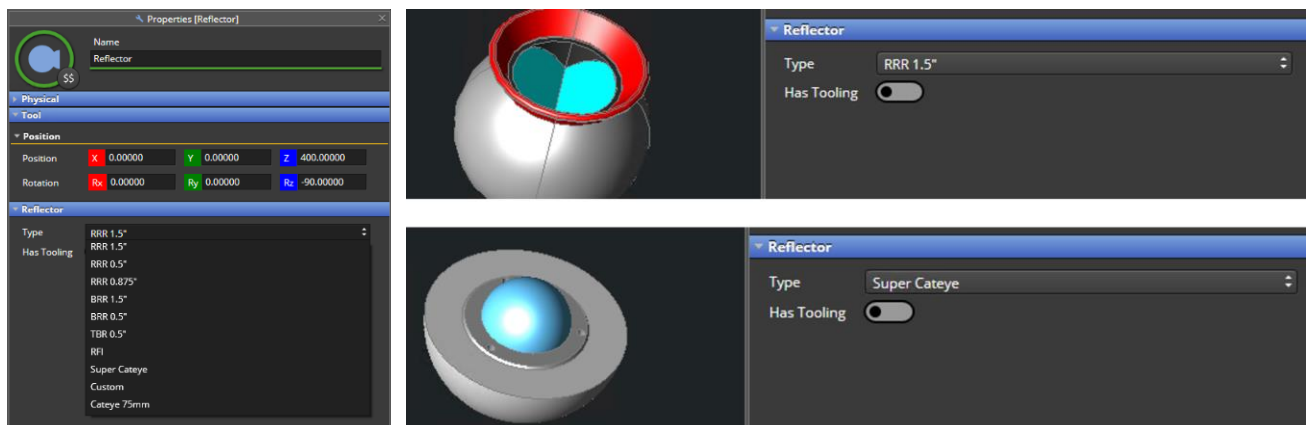 Properties [Reflector]
Name
Reflector
$$
Physical
Tool
Position
Position X 0.00000 Y 0.00000 Z 400.00000
Rotation Rx 0.00000 Ry 0.00000 Rz -90.00000
Reflector
Type RRR 1.5"
Has Tooling
RRR 1.5"
RRR 0.5"
RRR 0.875"
BRR 1.5"
BRR 0.5"
TBR 0.5"
RFI
Super Cateye
Custom
Cateye 75mm
Reflector
Type RRR 1.5"
Has Tooling
Reflector
Type Super Cateye
Has Tooling